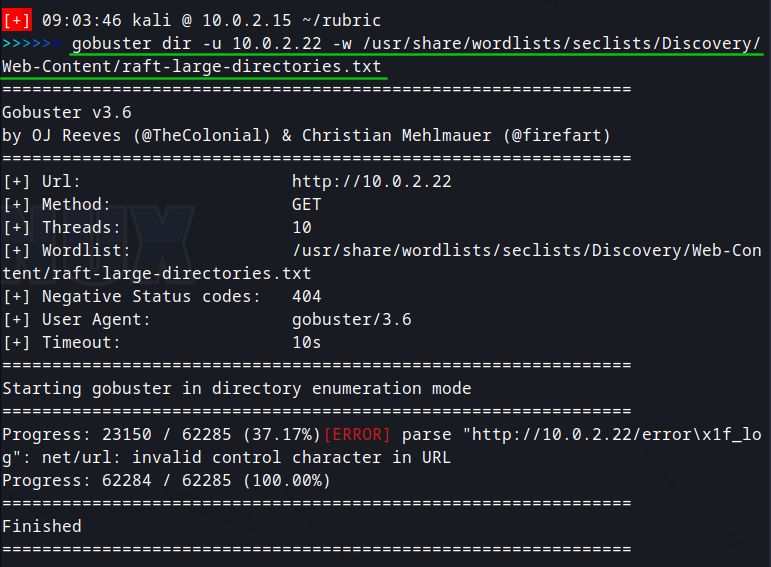 [+] 09:03:46 kali @ 10.0.2.15 ~/rubric
>>>>>> gobuster dir -u 10.0.2.22 -w /usr/share/wordlists/seclists/Discovery/
Web-Content/raft-large-directories.txt
===============================================================
Gobuster v3.6
by OJ Reeves (@TheColonial) & Christian Mehlmauer (@firefart)
===============================================================
[+] Url:                     http://10.0.2.22
[+] Method:                  GET
[+] Threads:                 10
[+] Wordlist:                /usr/share/wordlists/seclists/Discovery/Web-Con
tent/raft-large-directories.txt
[+] Negative Status codes:   404
[+] User Agent:              gobuster/3.6
[+] Timeout:                 10s
===============================================================
Starting gobuster in directory enumeration mode
===============================================================
Progress: 23150 / 62285 (37.17%)[ERROR] parse "http://10.0.2.22/error\x1f_lo
g": net/url: invalid control character in URL
Progress: 62284 / 62285 (100.00%)
===============================================================
Finished
===============================================================